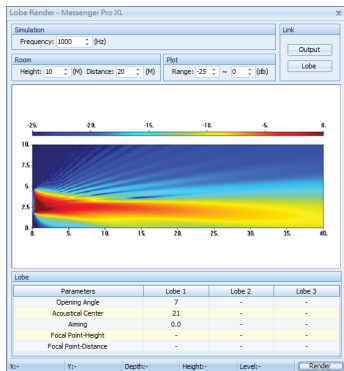 Lobe Render - Messenger Pro XL x
Simulation
Frequency: 1000 (Hz)
Link
Output
Lobe
Room
Height: 10 (M) Distance: 20 (M)
Plot
Range: -25 ~ 0 (db)
-25. -20. -15. -10. -5. 0.
10.
7.5
5.
2.5
0.
0. 5. 10. 15. 20. 25. 30. 35. 40.
Lobe
Parameters Lobe 1 Lobe 2 Lobe 3
Opening Angle 7 - -
Acoustical Center 21 - -
Aiming 0.0 - -
Focal Point-Height - - -
Focal Point-Distance - - -
X:- Y:- Depth:- Height:- Level:- Render